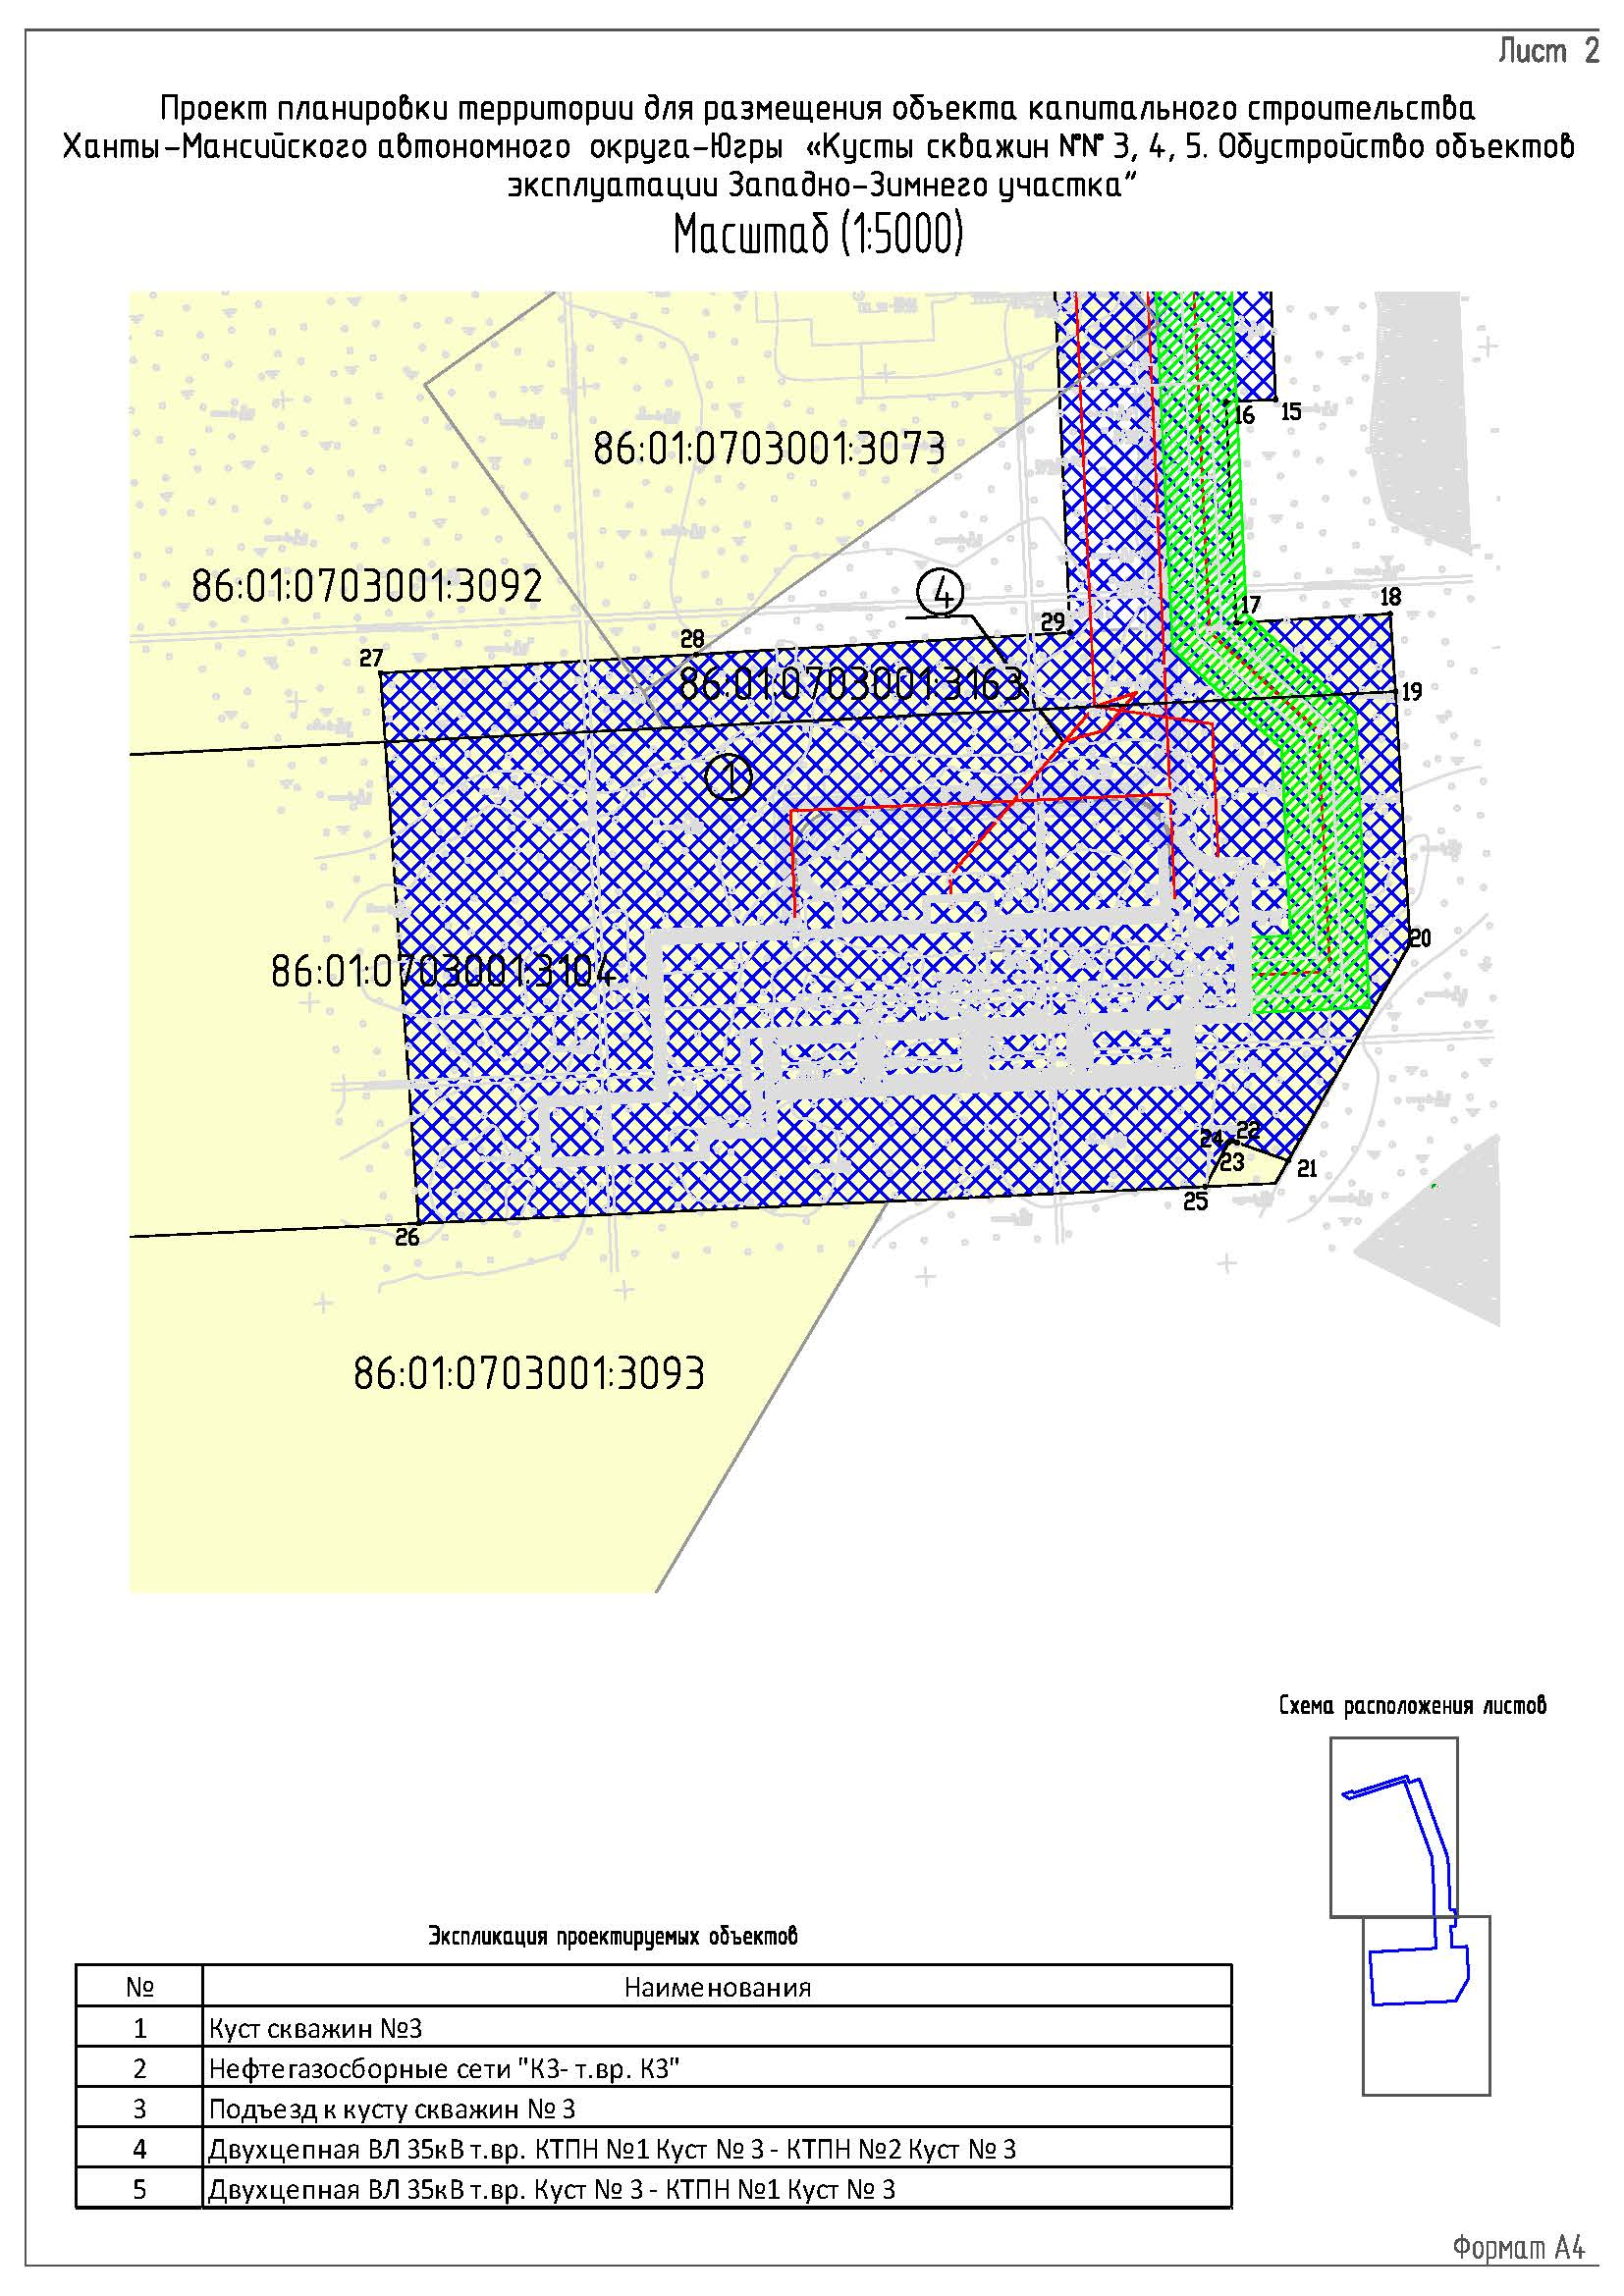 Лист 2
Проект планировки территории для размещения объекта капитального строительства
Ханты-Мансийского автономного округа-Югры «Кусты скважин №№ 3, 4, 5. Обустройство объектов
эксплуатации Западно-Зимнего участка"
Масштаб (1:5000)
16
15
86:01:0703001:3073
86:01:0703001:3092
4
17
18
29
28
27
86:01:0703001:3163
19
1
20
86:01:0703001:3104
24
22
23
21
25
26
86:01:0703001:3093
Схема расположения листов
Экспликация проектируемых объектов
№ Наименования
1 Куст скважин №3
2 Нефтегазосборные сети "К3- т.вр. К3"
3 Подъезд к кусту скважин № 3
4 Двухцепная ВЛ 35кВ т.вр. КТПН №1 Куст № 3 - КТПН №2 Куст № 3
5 Двухцепная ВЛ 35кВ т.вр. Куст № 3 - КТПН №1 Куст № 3
Формат А4